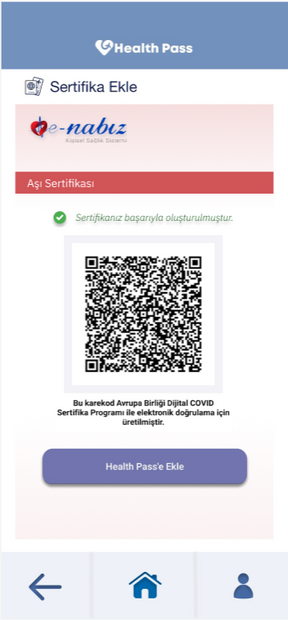 Health Pass
Sertifika Ekle
e-nabız
Kişisel Sağlık Sistemi
Aşı Sertifikası
Sertifikanız başarıyla oluşturulmuştur.
Bu karekod Avrupa Birliği Dijital COVID
Sertifika Programı ile elektronik doğrulama için
üretilmiştir.
Health Pass'e Ekle